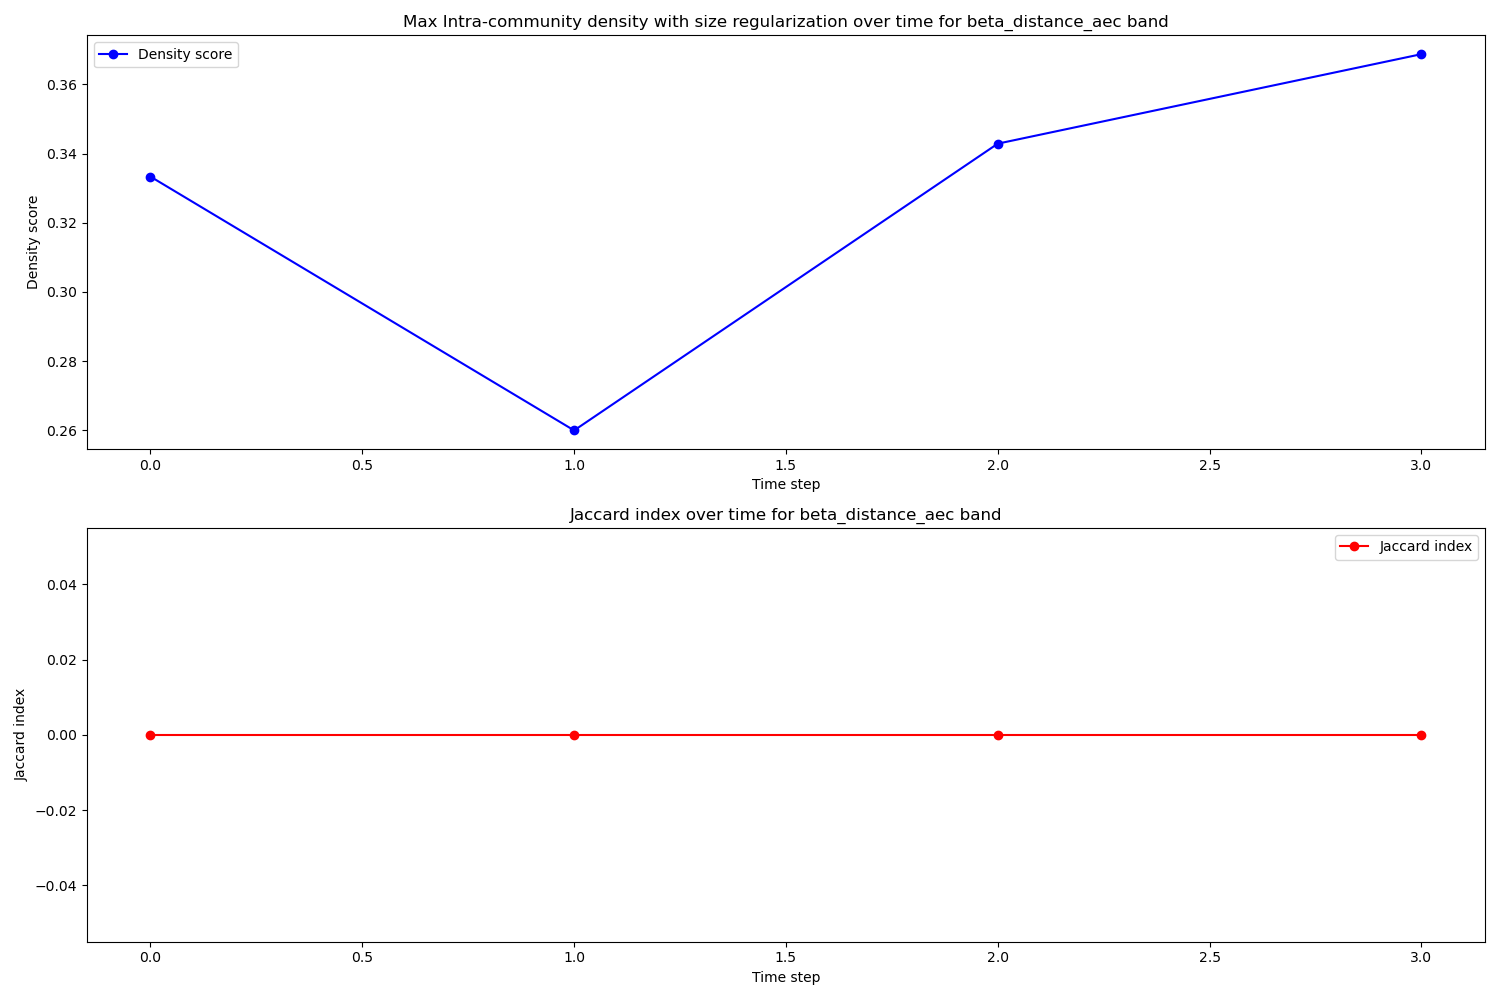 Max Intra-community density with size regularization over time for beta_distance_aec band
Density score
0.36
0.34
0.32
0.30
0.28
0.26
Density score
0.0 0.5 1.0 1.5 2.0 2.5 3.0
Time step
Jaccard index over time for beta_distance_aec band
Jaccard index
0.04
0.02
0.00
−0.02
−0.04
Jaccard index
0.0 0.5 1.0 1.5 2.0 2.5 3.0
Time step